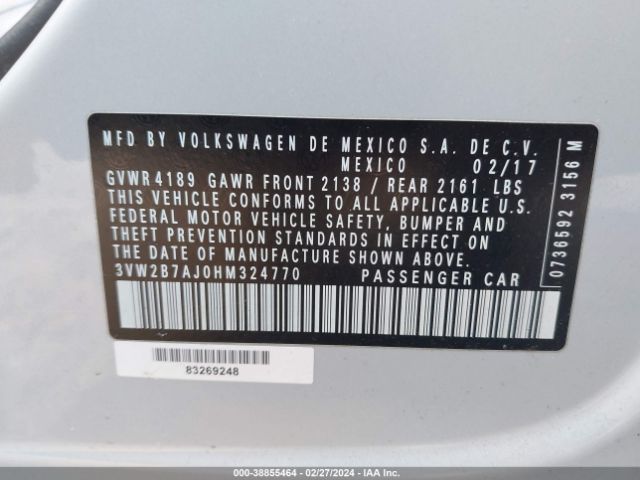 MFD BY VOLKSWAGEN DE MEXICO S.A. DE C.V.
MEXICO 02/17
GVWR 4189 GAWR FRONT 2138 / REAR 2161 LBS
THIS VEHICLE CONFORMS TO ALL APPLICABLE U.S.
FEDERAL MOTOR VEHICLE SAFETY, BUMPER AND
THEFT PREVENTION STANDARDS IN EFFECT ON
THE DATE OF MANUFACTURE SHOWN ABOVE.
3VW2B7AJ0HM324770 PASSENGER CAR
0736592 3156 M
83269248
000-38855464 - 02/27/2024 - IAA Inc.